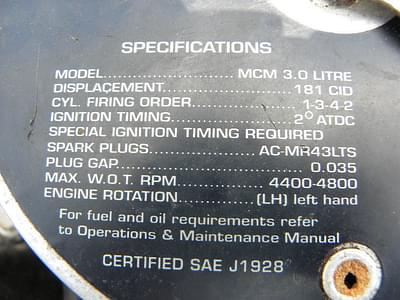 SPECIFICATIONS
MODEL.......................... MCM 3.0 LITRE
DISPLACEMENT..........................181 CID
CYL. FIRING ORDER.....................1-3-4-2
IGNITION TIMING.........................2° ATDC
SPECIAL IGNITION TIMING REQUIRED
SPARK PLUGS......................AC-MR43LTS
PLUG GAP..................................... 0.035
MAX. W.O.T. RPM..................4400-4800
ENGINE ROTATION...............(LH) left hand
For fuel and oil requirements refer
to Operations & Maintenance Manual
CERTIFIED SAE J1928